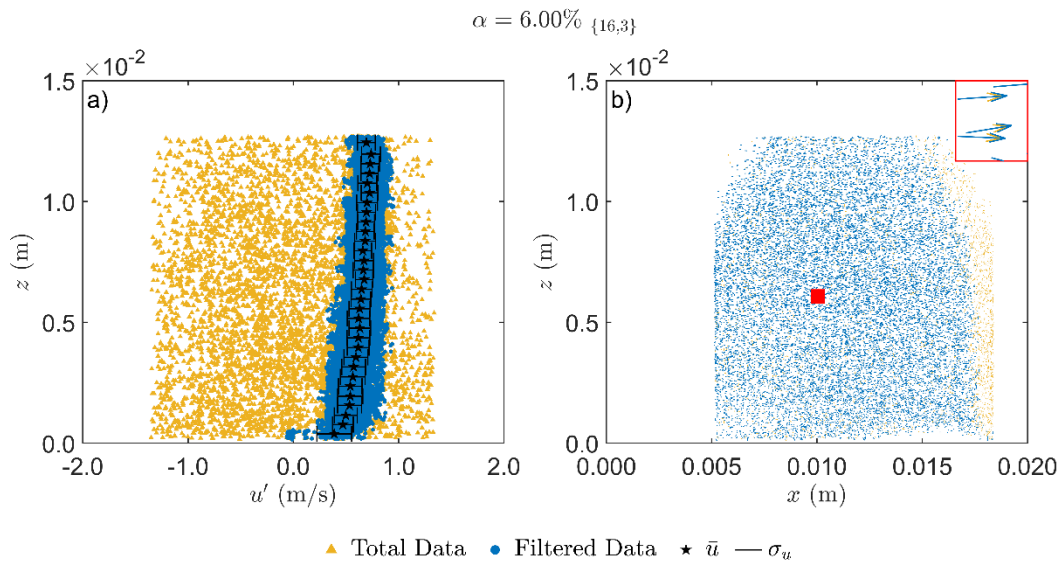 α = 6.00% {16,3}
×10⁻²
1.5
a)
1.0
z (m)
0.5
0.0
-2.0 -1.0 0.0 1.0 2.0
u′ (m/s)
×10⁻²
1.5
b)
1.0
z (m)
0.5
0.0
0.000 0.005 0.010 0.015 0.020
x (m)
Total Data Filtered Data ū σᵤ